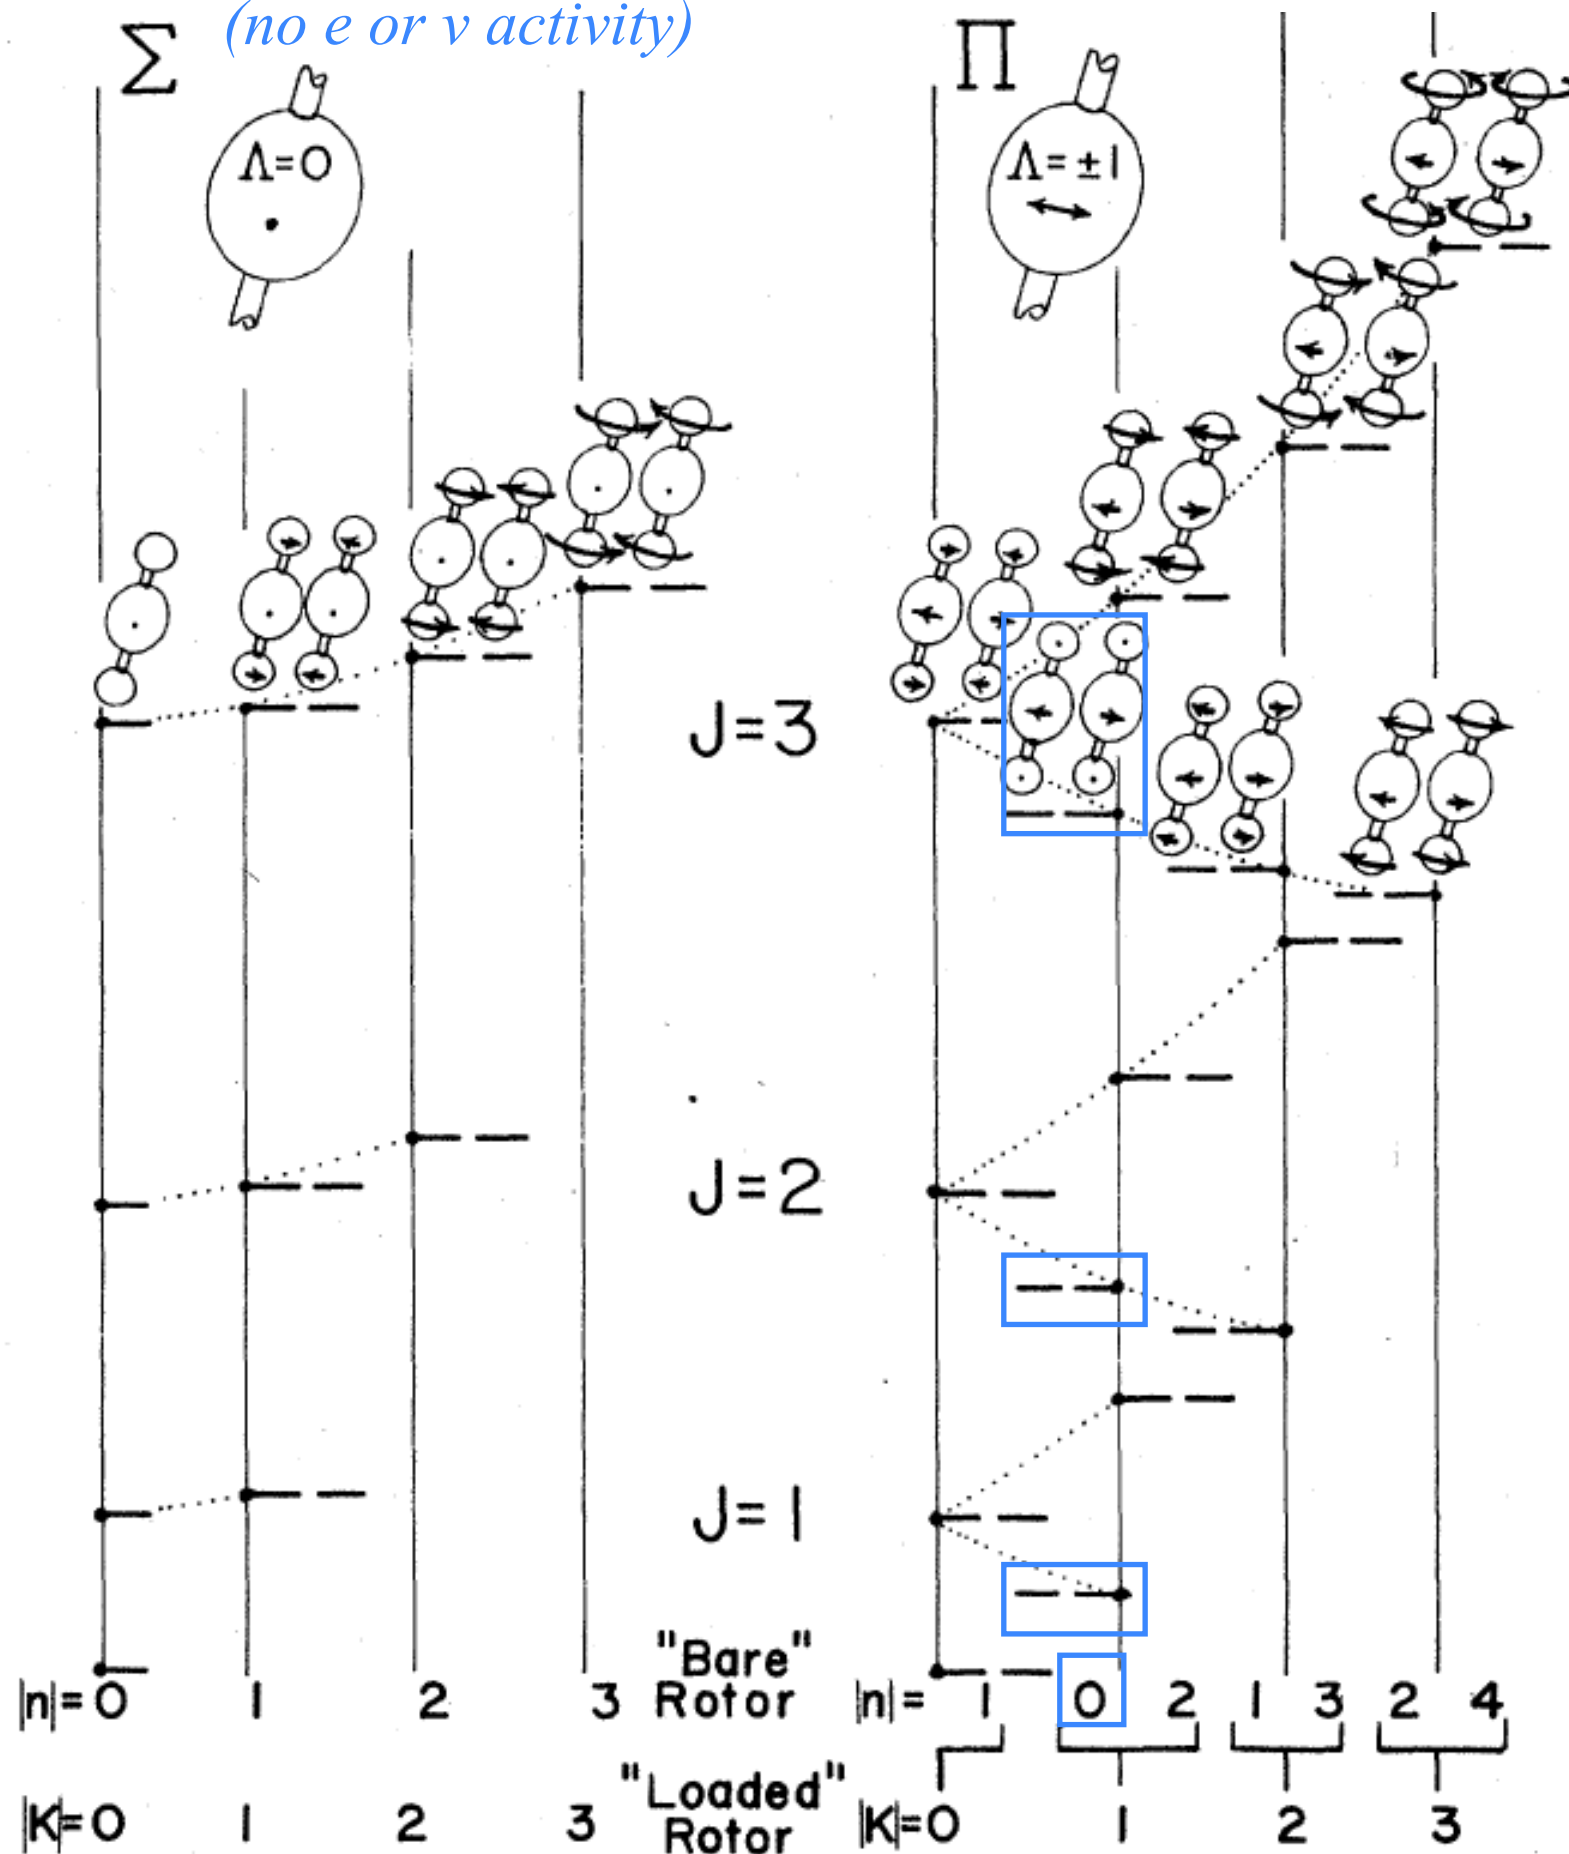 (no e or v activity)
Σ
Π
Λ=0
Λ=±1
J=3
J=2
J=1
"Bare"
|n|=0 1 2 3 Rotor |n|= 1 0 2 1 3 2 4
"Loaded"
|K|=0 1 2 3 Rotor |K|=0 1 2 3